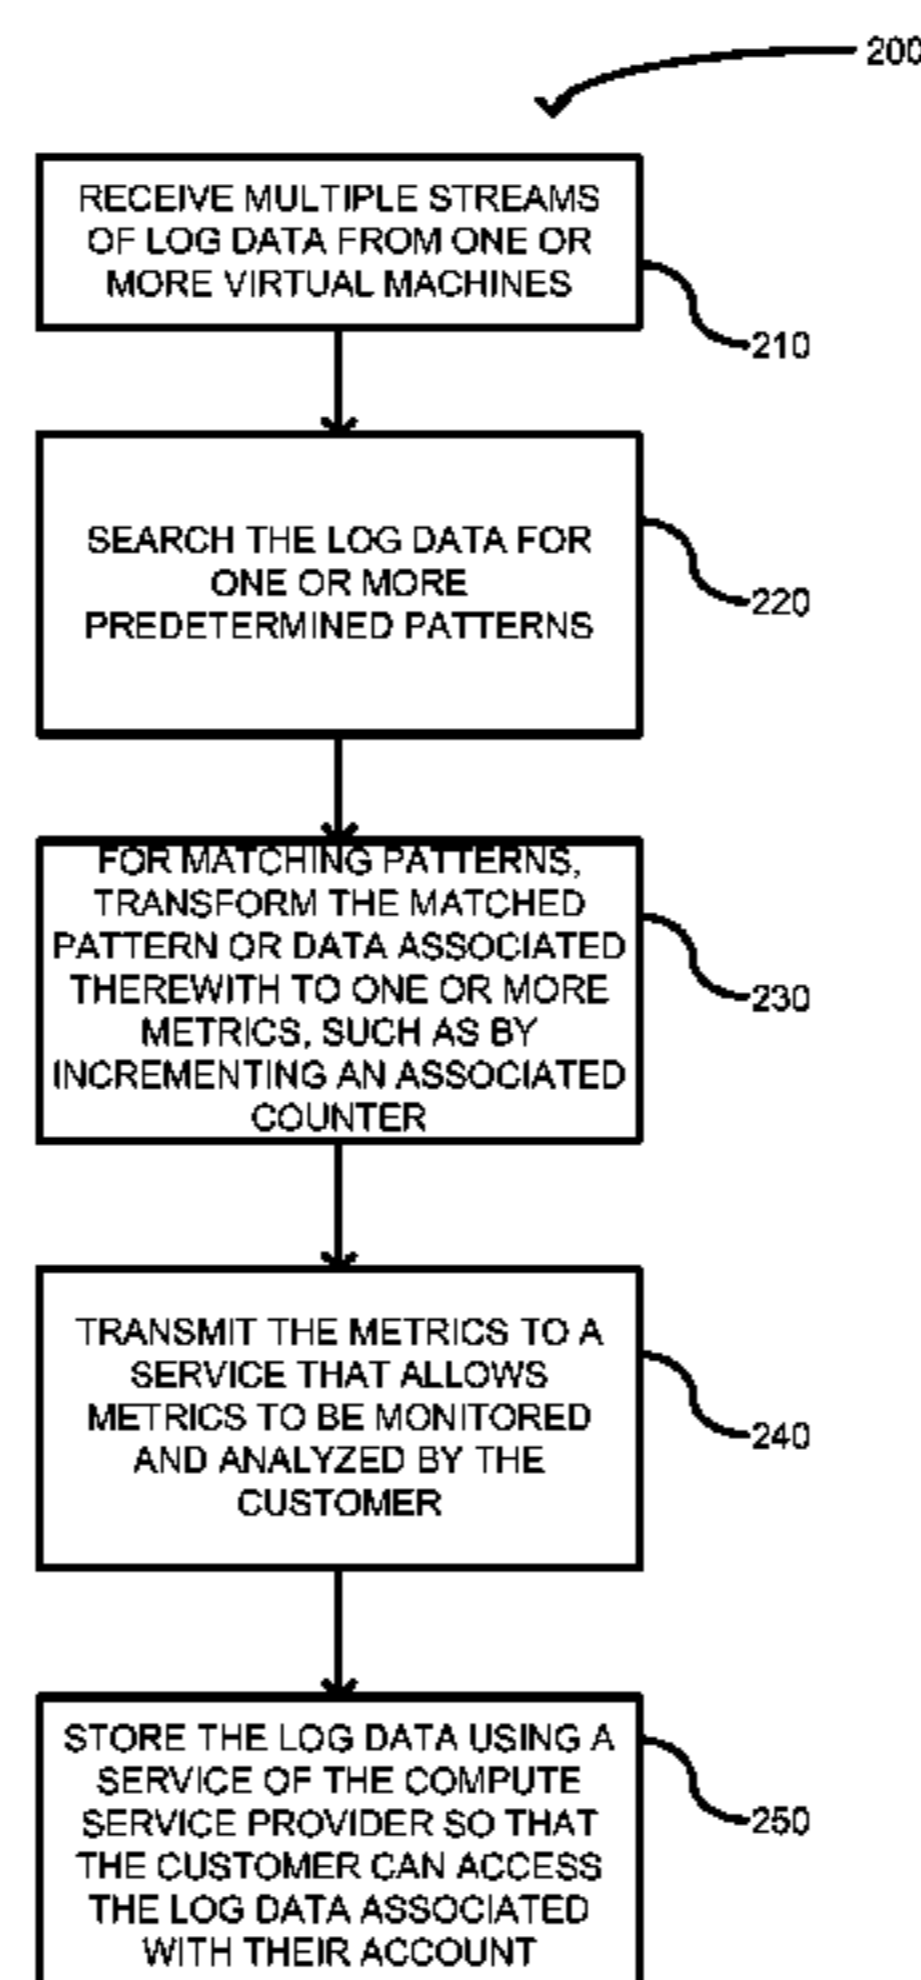 200
RECEIVE MULTIPLE STREAMS
OF LOG DATA FROM ONE OR
MORE VIRTUAL MACHINES
210
SEARCH THE LOG DATA FOR
ONE OR MORE
PREDETERMINED PATTERNS
220
FOR MATCHING PATTERNS,
TRANSFORM THE MATCHED
PATTERN OR DATA ASSOCIATED
THEREWITH TO ONE OR MORE
METRICS, SUCH AS BY
INCREMENTING AN ASSOCIATED
COUNTER
230
TRANSMIT THE METRICS TO A
SERVICE THAT ALLOWS
METRICS TO BE MONITORED
AND ANALYZED BY THE
CUSTOMER
240
STORE THE LOG DATA USING A
SERVICE OF THE COMPUTE
SERVICE PROVIDER SO THAT
THE CUSTOMER CAN ACCESS
THE LOG DATA ASSOCIATED
WITH THEIR ACCOUNT
250